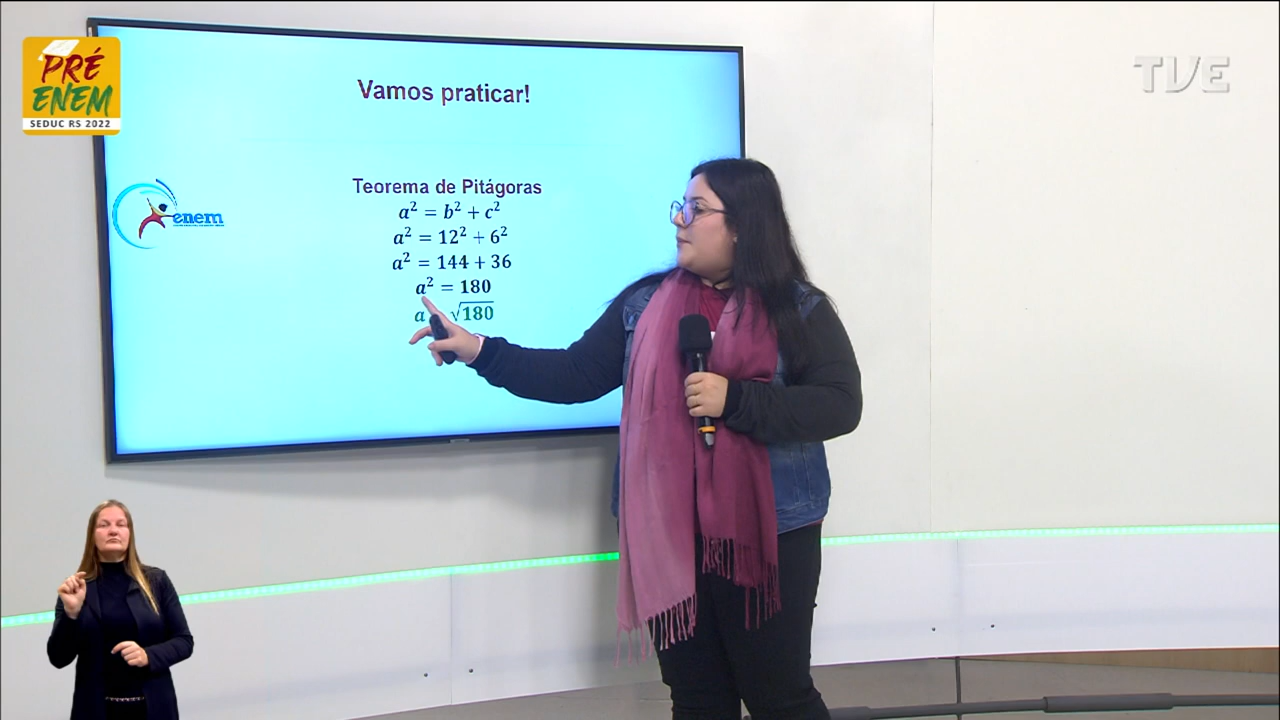 PRÉ
ENEM
SEDUC RS 2022
TVE
Vamos praticar!
enem
Teorema de Pitágoras
a² = b² + c²
a² = 12² + 6²
a² = 144 + 36
a² = 180
a √180